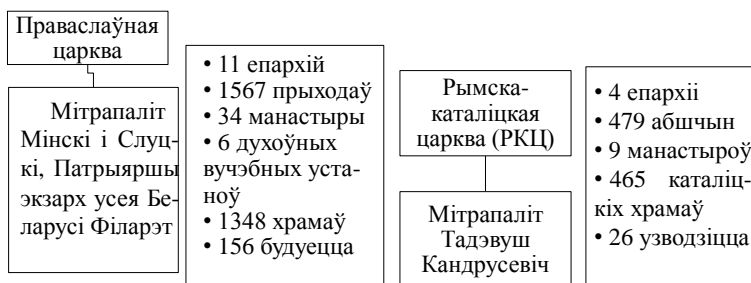 Праваслаўная
царква
Мітрапаліт
Мінскі і Слуц-
кі, Патрыяршы
экзарх усея Бе-
ларусі Філарэт
• 11 епархій
• 1567 прыходаў
• 34 манастыры
• 6 духоўных
вучэбных уста-
ноў
• 1348 храмаў
• 156 будуецца
Рымска-
каталіцкая
царква (РКЦ)
Мітрапаліт
Тадэвуш
Кандрусевіч
• 4 епархіі
• 479 абшчын
• 9 манастыроў
• 465 каталіц-
кіх храмаў
• 26 узводзіцца